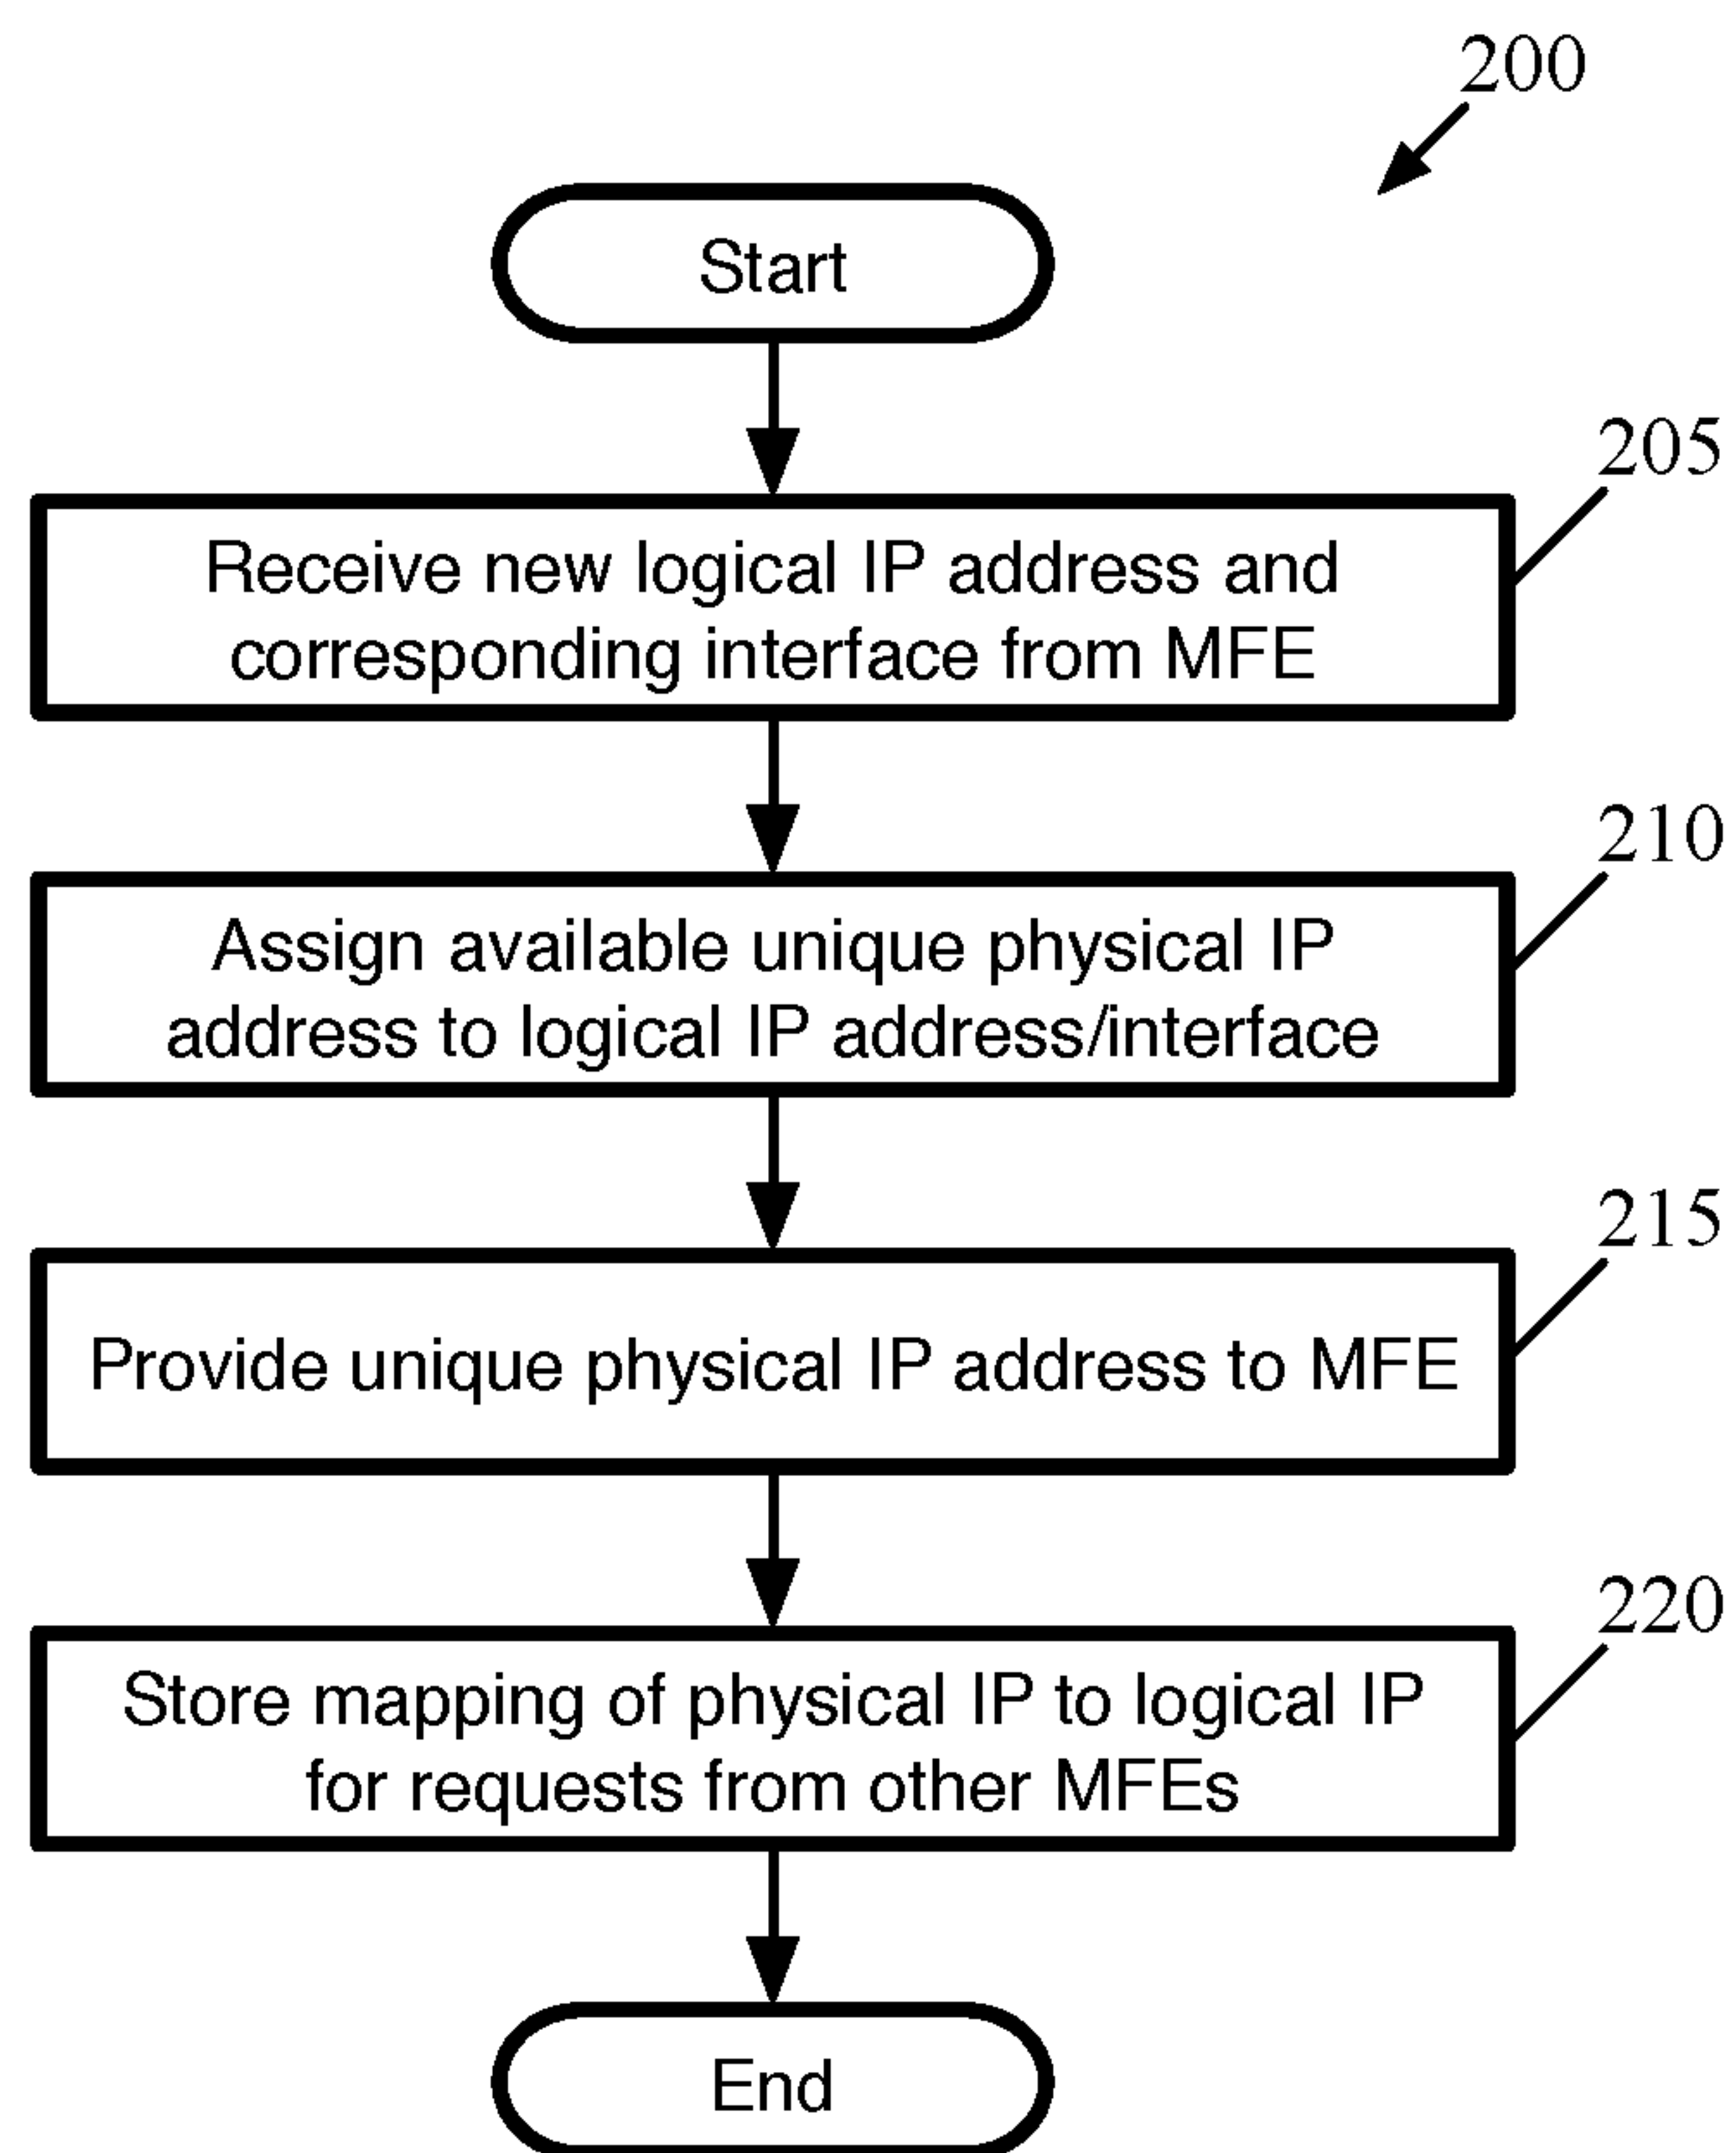 200
Start
205
Receive new logical IP address and
corresponding interface from MFE
210
Assign available unique physical IP
address to logical IP address/interface
215
Provide unique physical IP address to MFE
220
Store mapping of physical IP to logical IP
for requests from other MFEs
End